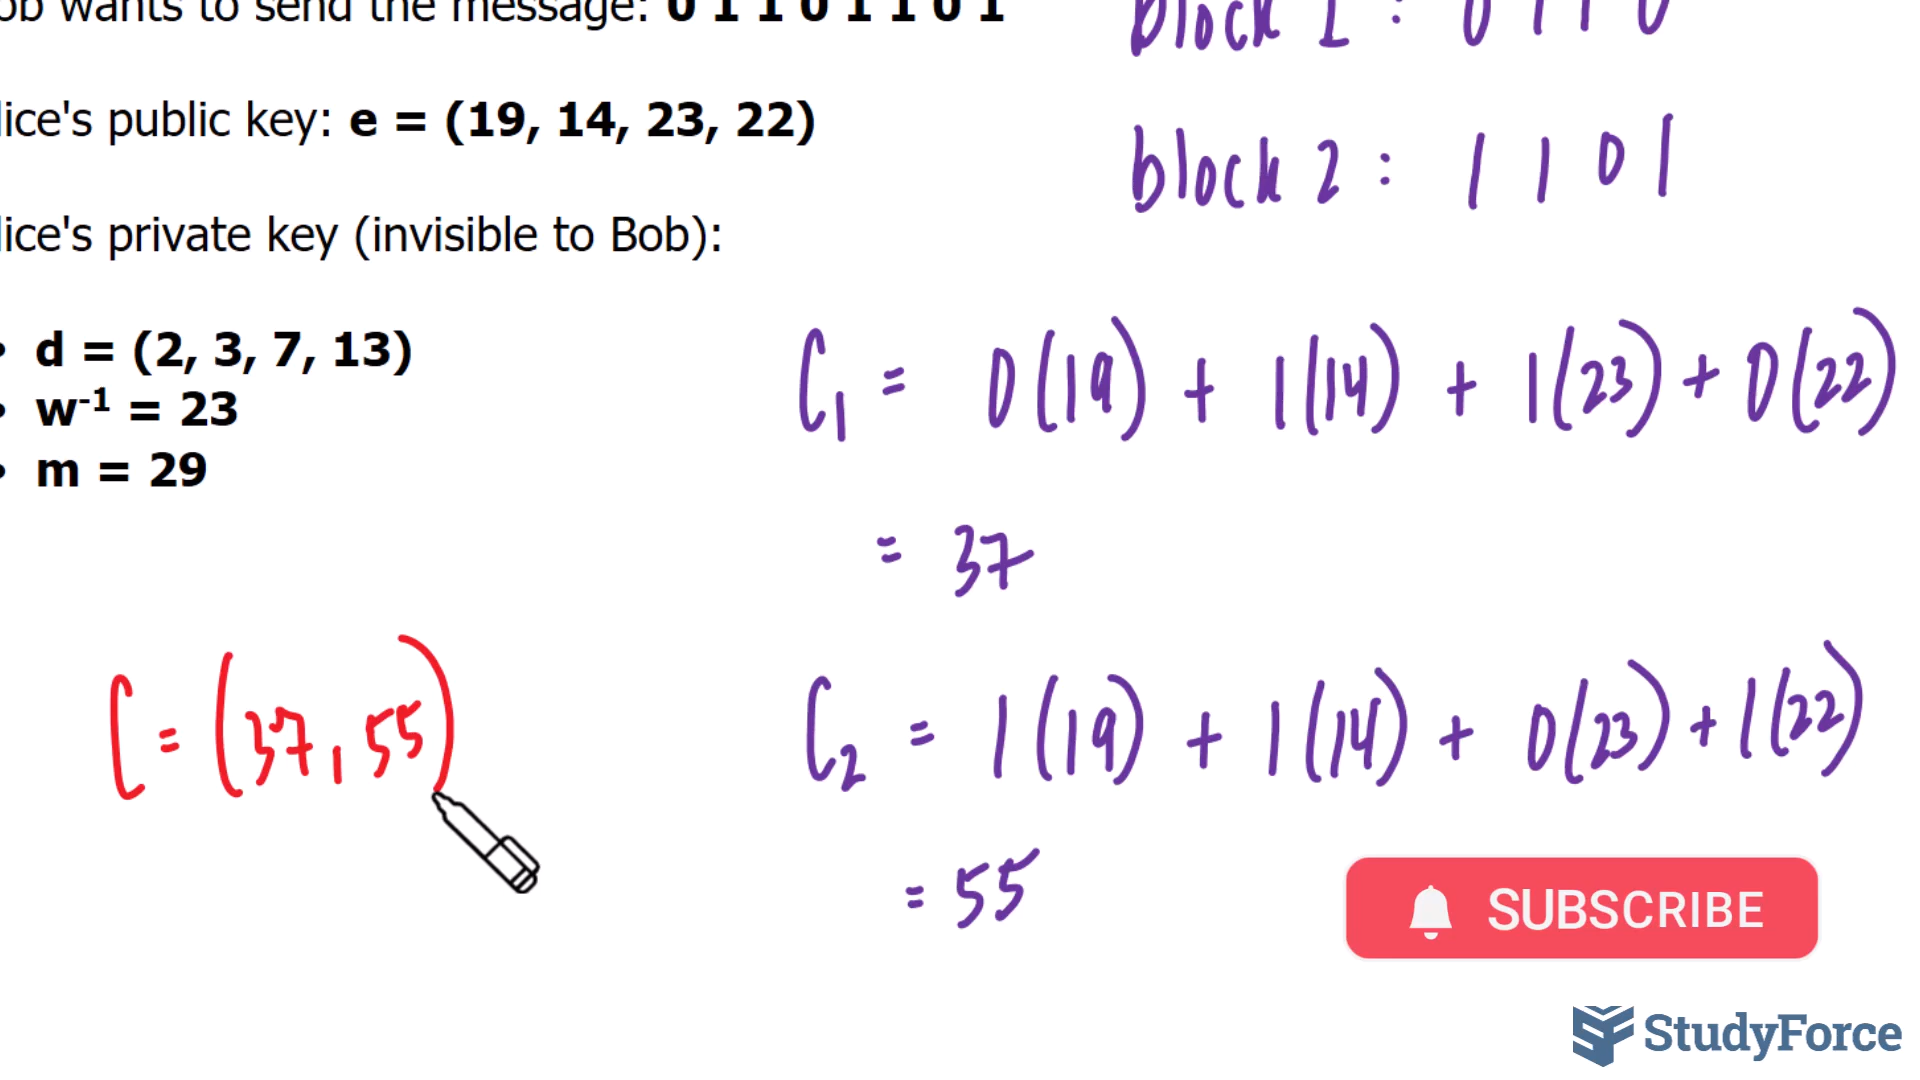 ob wants to send the message: 0 1 1 0 1 1 0 1
lice's public key: e = (19, 14, 23, 22)
lice's private key (invisible to Bob):
• d = (2, 3, 7, 13)
• w⁻¹ = 23
• m = 29
C = (37, 55)
block 1 : 0 1 1 0
block 2 : 1 1 0 1
C₁ = 0(19) + 1(14) + 1(23) + 0(22)
= 37
C₂ = 1(19) + 1(14) + 0(23) + 1(22)
= 55
SUBSCRIBE
StudyForce